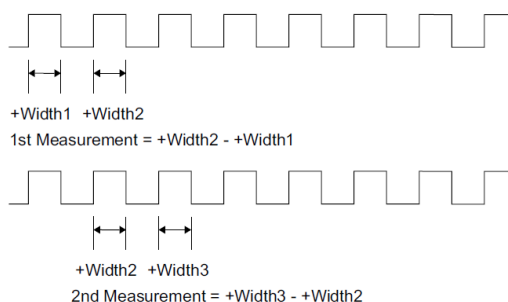 +Width1 +Width2
1st Measurement = +Width2 - +Width1
+Width2 +Width3
2nd Measurement = +Width3 - +Width2